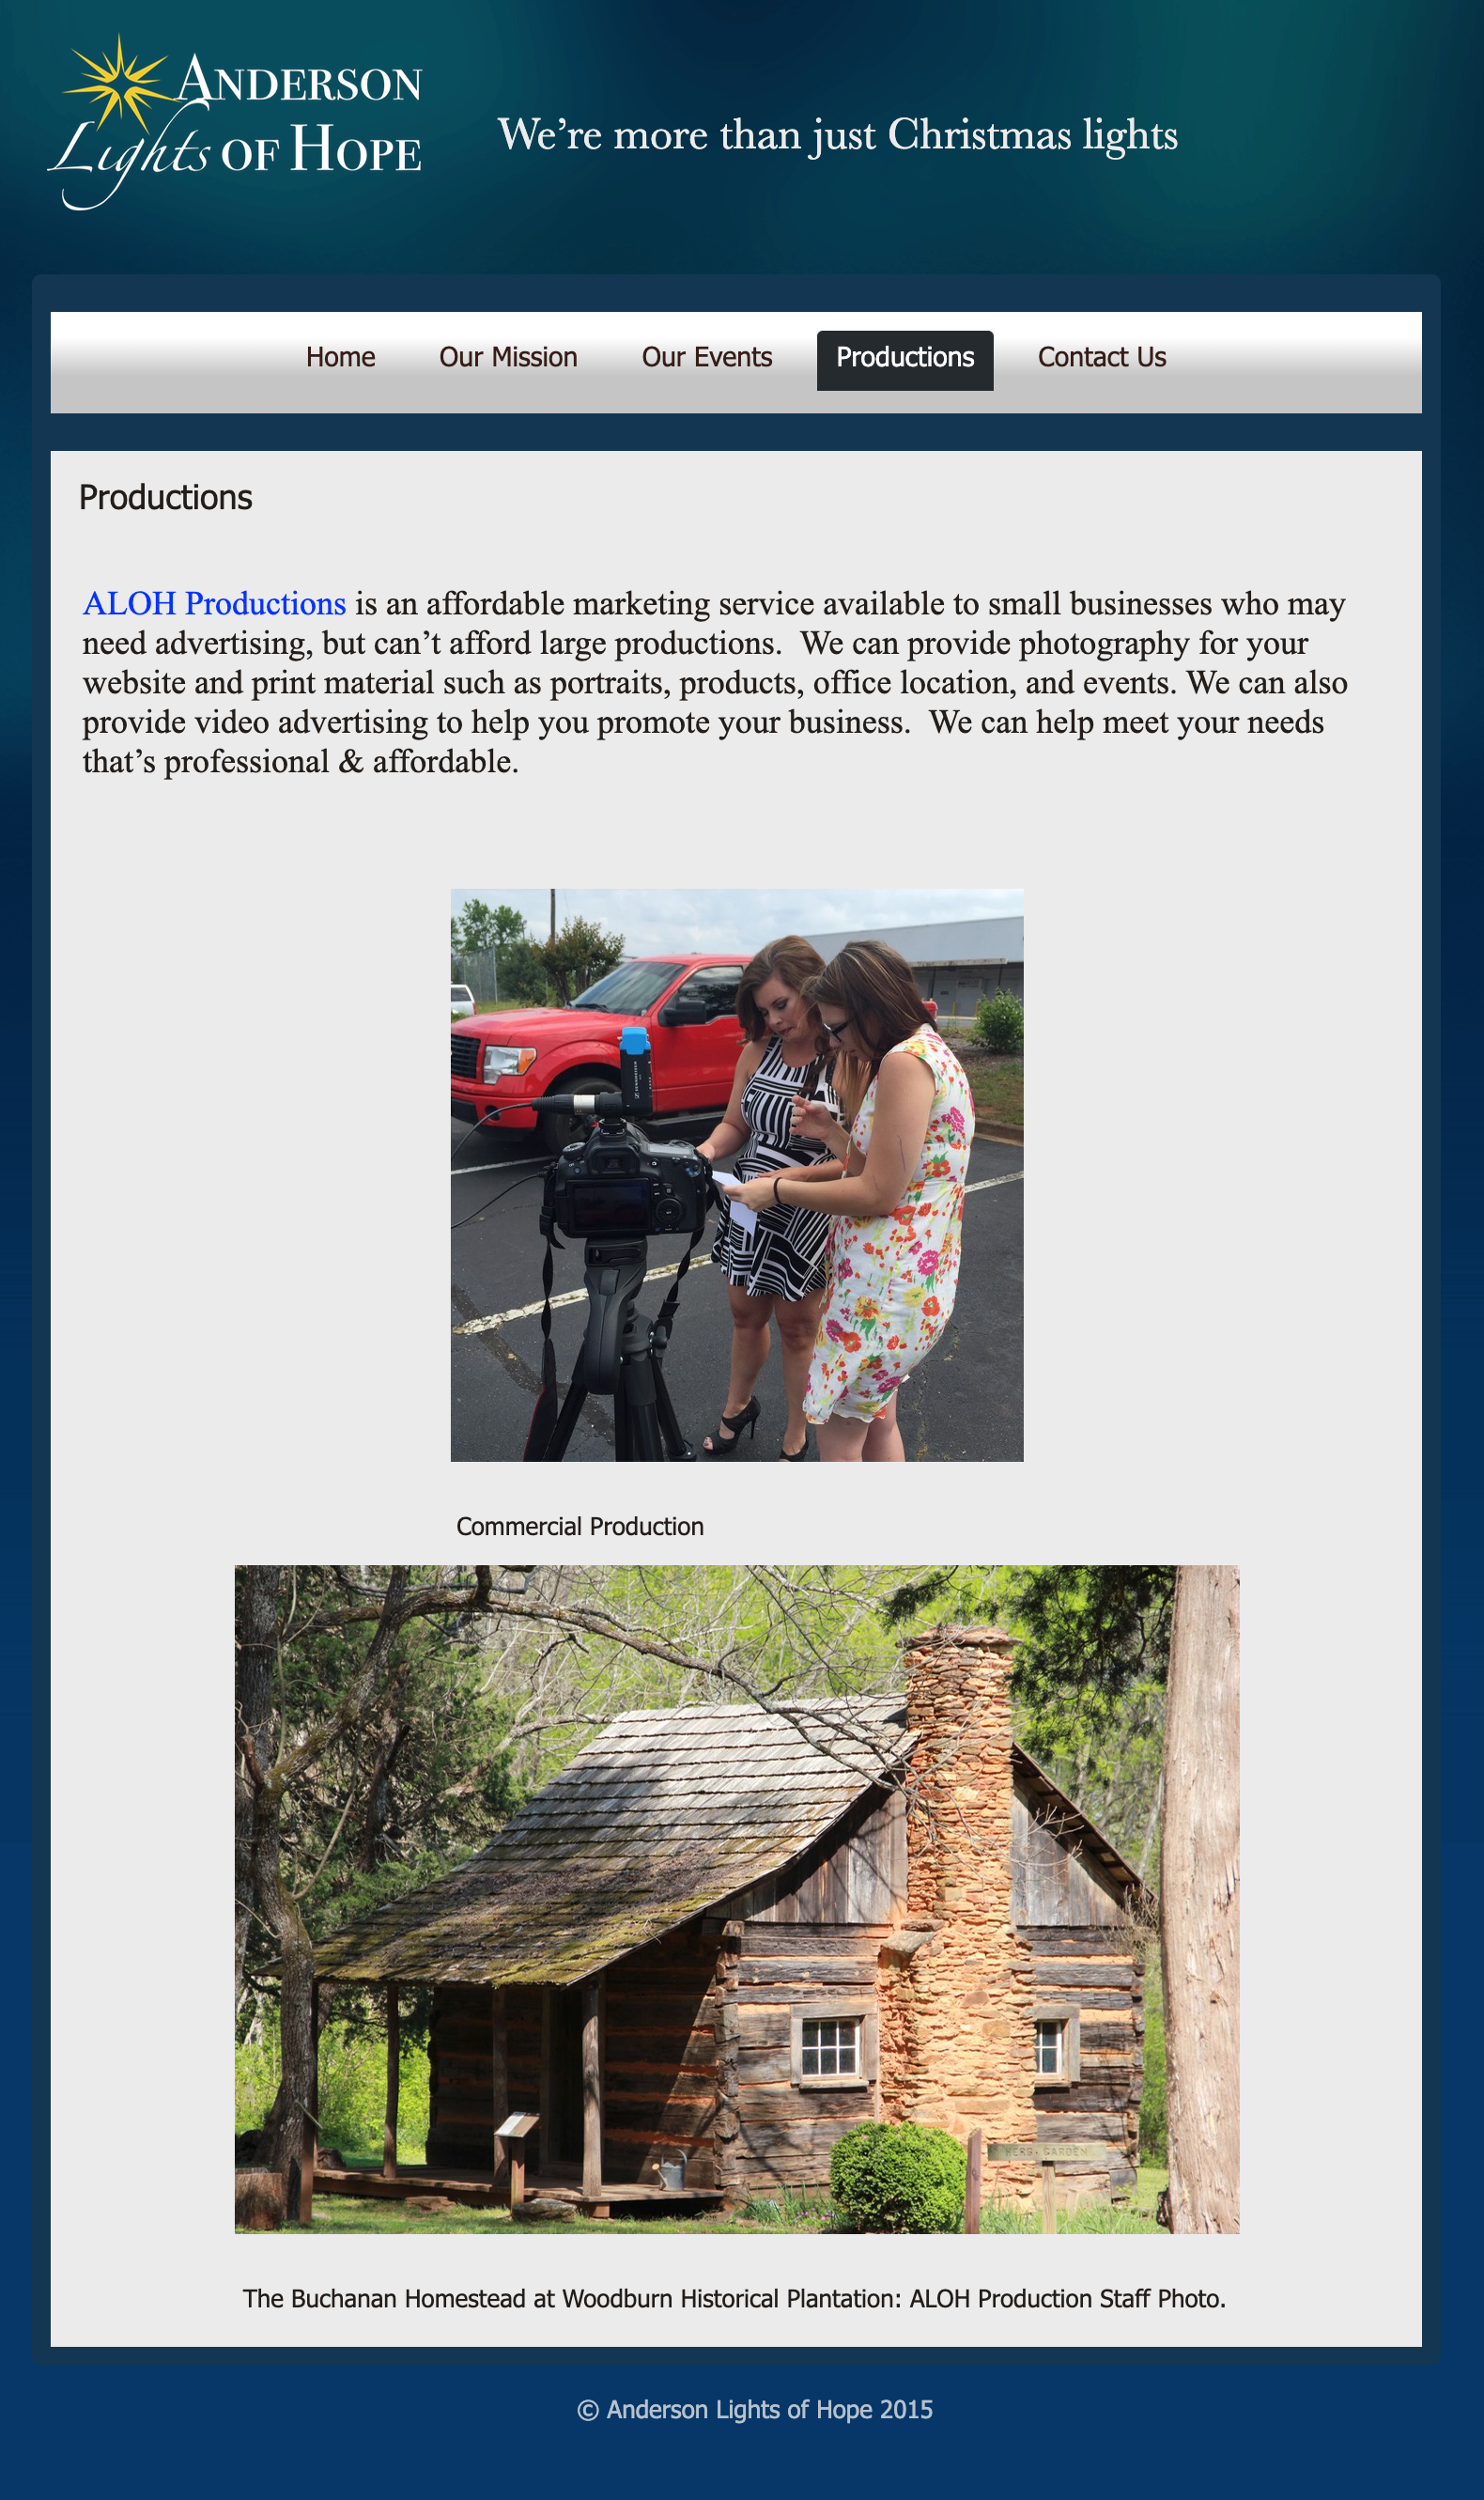 ANDERSON
Lights OF HOPE
We’re more than just Christmas lights
Home Our Mission Our Events Productions Contact Us
Productions
ALOH Productions is an affordable marketing service available to small businesses who may
need advertising, but can’t afford large productions.  We can provide photography for your
website and print material such as portraits, products, office location, and events. We can also
provide video advertising to help you promote your business.  We can help meet your needs
that’s professional & affordable.
SENNHEISER
Commercial Production
HERB GARDEN
The Buchanan Homestead at Woodburn Historical Plantation: ALOH Production Staff Photo.
© Anderson Lights of Hope 2015